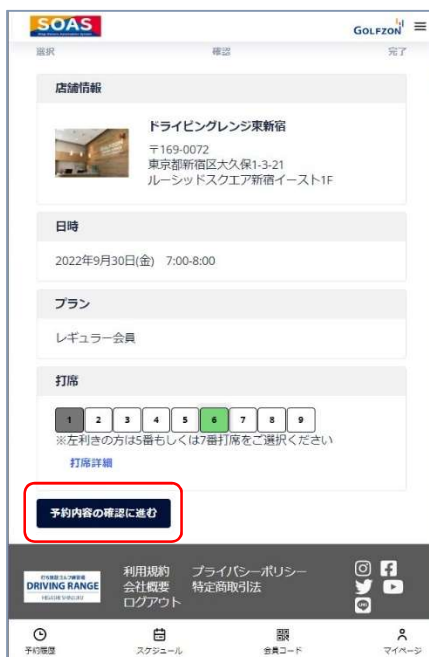 SOAS
GOLFZON
選択 確認 完了
店舗情報
ドライビングレンジ東新宿
〒169-0072
東京都新宿区大久保1-3-21
ルーシッドスクエア新宿イースト1F
日時
2022年9月30日(金) 7:00-8:00
プラン
レギュラー会員
打席
1 2 3 4 5 6 7 8 9
※左利きの方は5番もしくは7番打席をご選択ください
打席詳細
予約内容の確認に進む
DRIVING RANGE
利用規約 プライバシーポリシー
会社概要 特定商取引法
ログアウト
予約履歴 スケジュール 会員コード マイページ